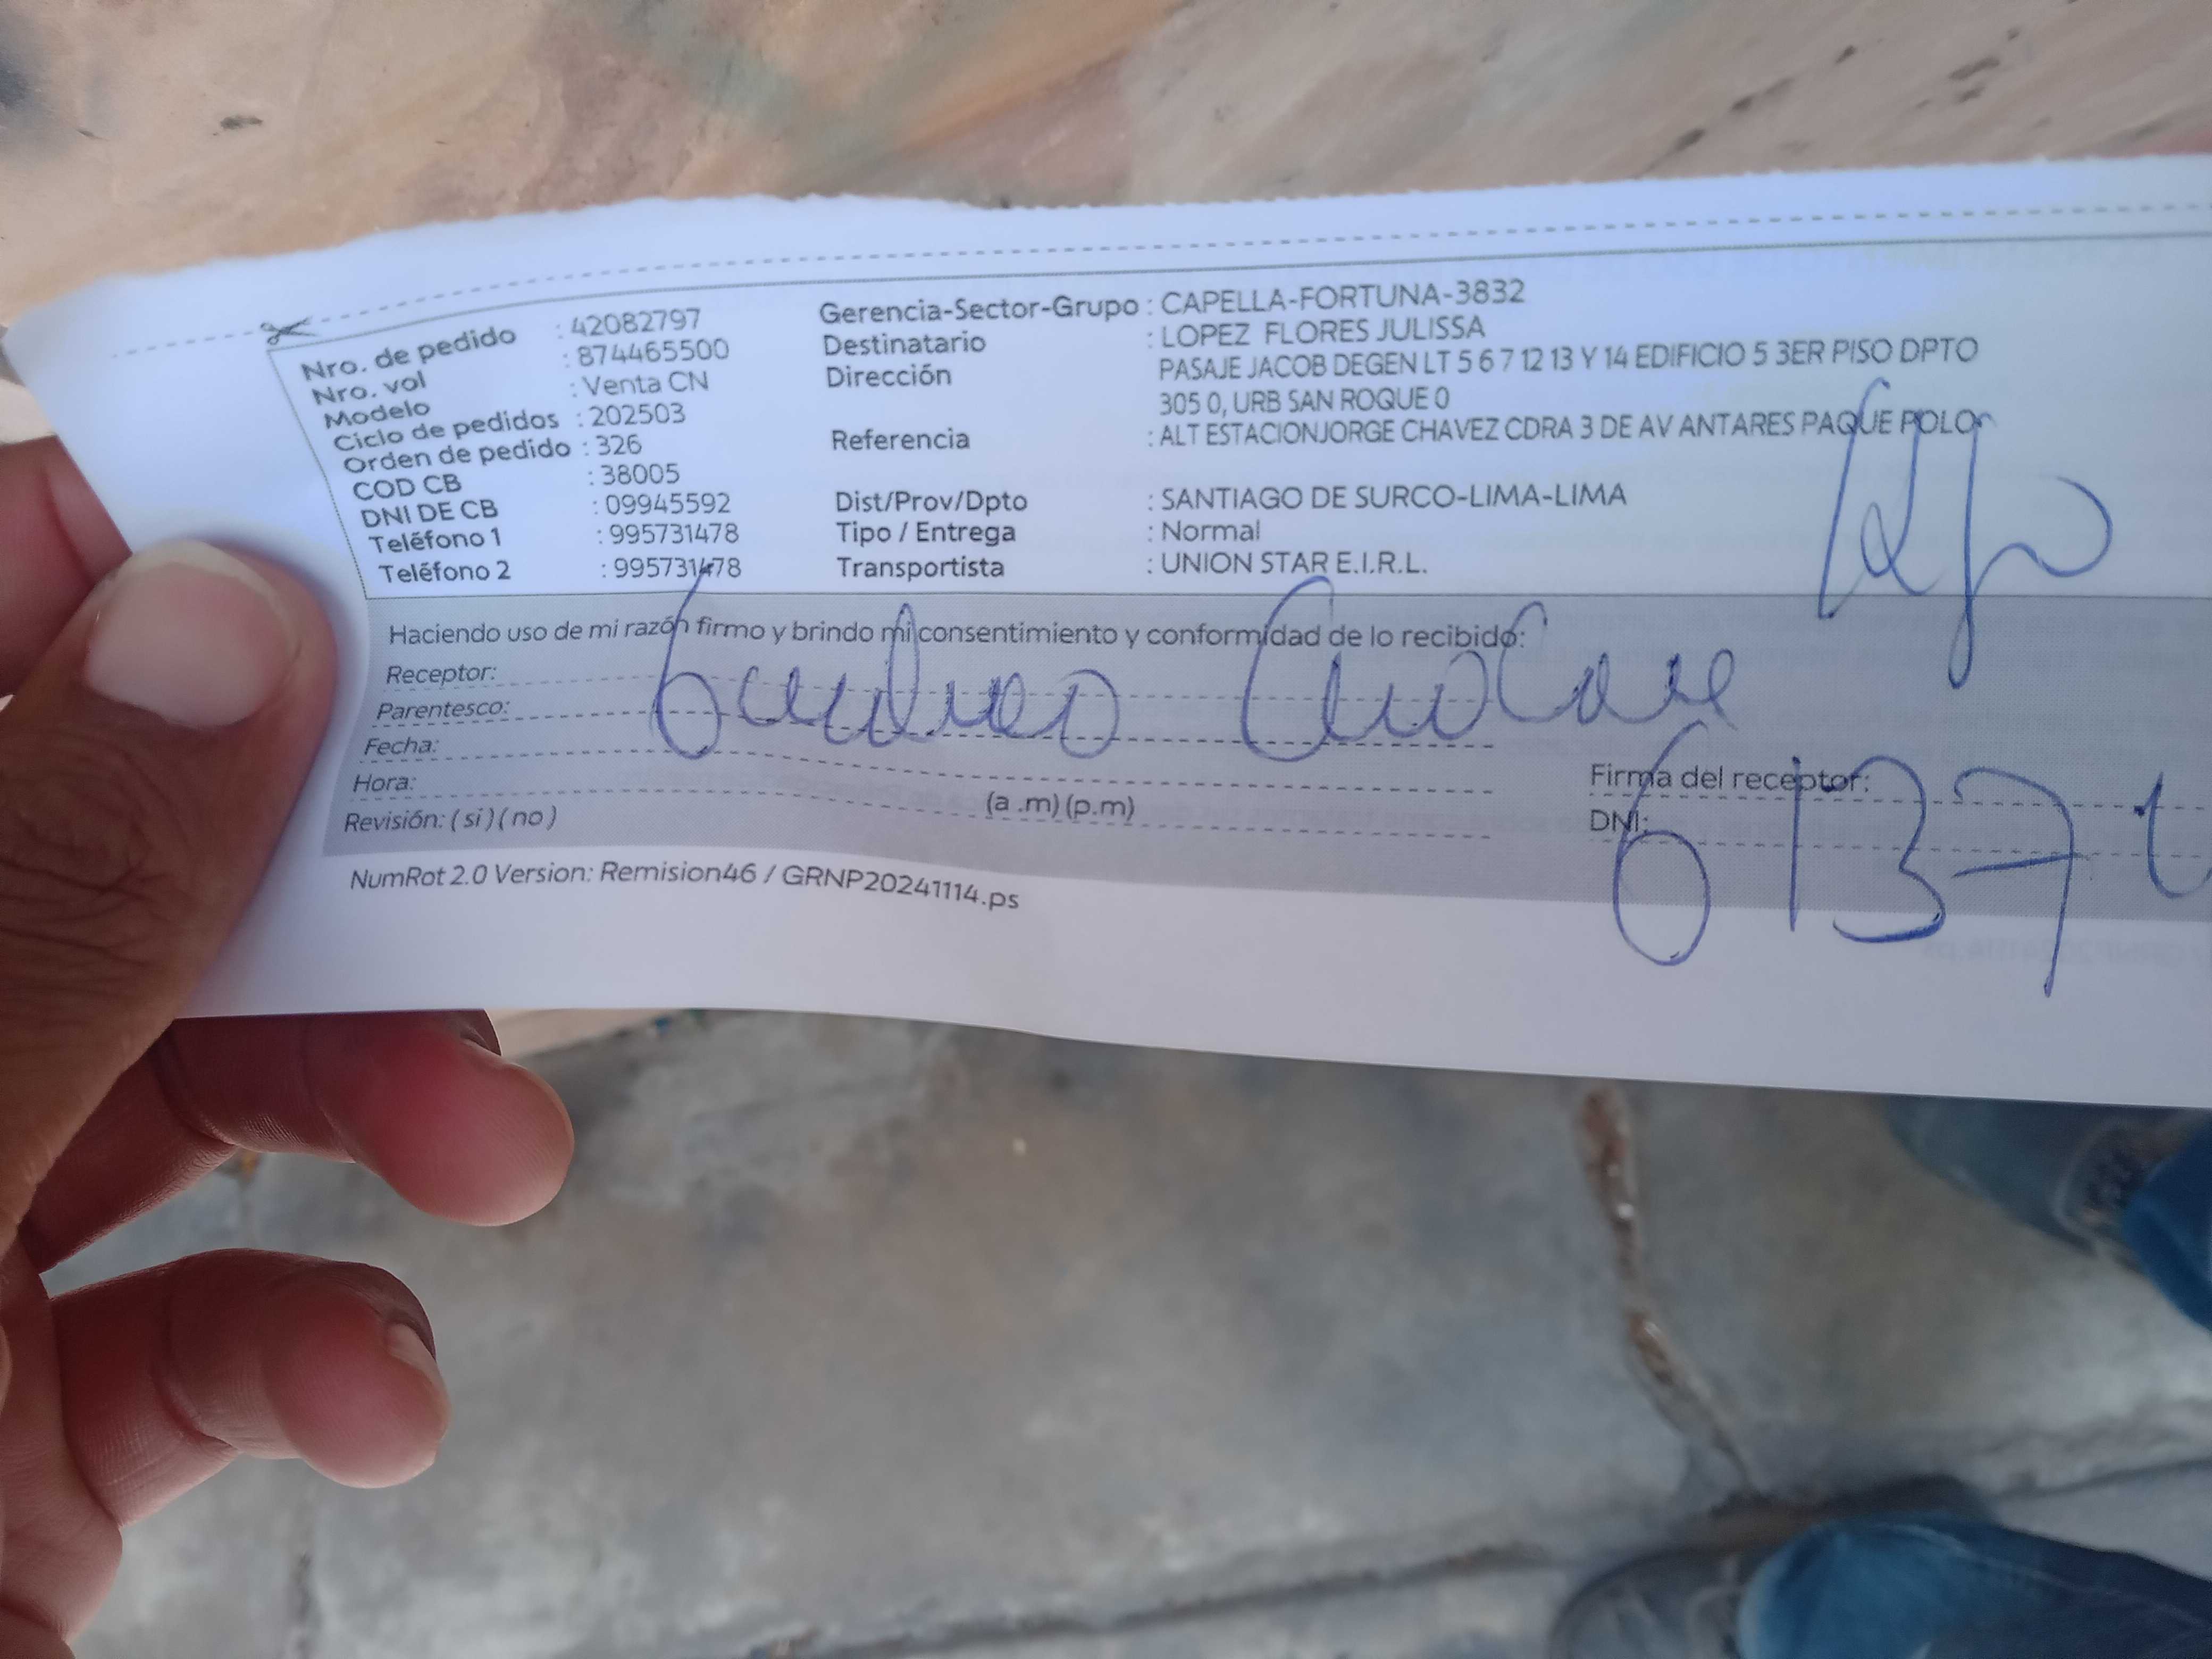 Nro. de pedido : 42082797
Nro. vol : 874465500
Modelo : Venta CN
Ciclo de pedidos : 202503
Orden de pedido : 326
COD CB : 38005
DNI DE CB : 09945592
Teléfono 1 : 995731478
Teléfono 2 : 995731478
Gerencia-Sector-Grupo : CAPELLA-FORTUNA-3832
Destinatario : LOPEZ FLORES JULISSA
Dirección PASAJE JACOB DEGEN LT 5 6 7 12 13 Y 14 EDIFICIO 5 3ER PISO DPTO
305 0, URB SAN ROQUE 0
Referencia : ALT ESTACIONJORGE CHAVEZ CDRA 3 DE AV ANTARES PAQUE POLO
Dist/Prov/Dpto : SANTIAGO DE SURCO-LIMA-LIMA
Tipo / Entrega : Normal
Transportista : UNION STAR E.I.R.L.
Haciendo uso de mi razón firmo y brindo mi consentimiento y conformidad de lo recibido:
Receptor:
Parentesco:
Fecha:
Hora: (a .m) (p.m)
Revisión: ( si ) ( no )
Firma del receptor:
DNI: 6137
NumRot 2.0 Version: Remision46 / GRNP20241114.ps